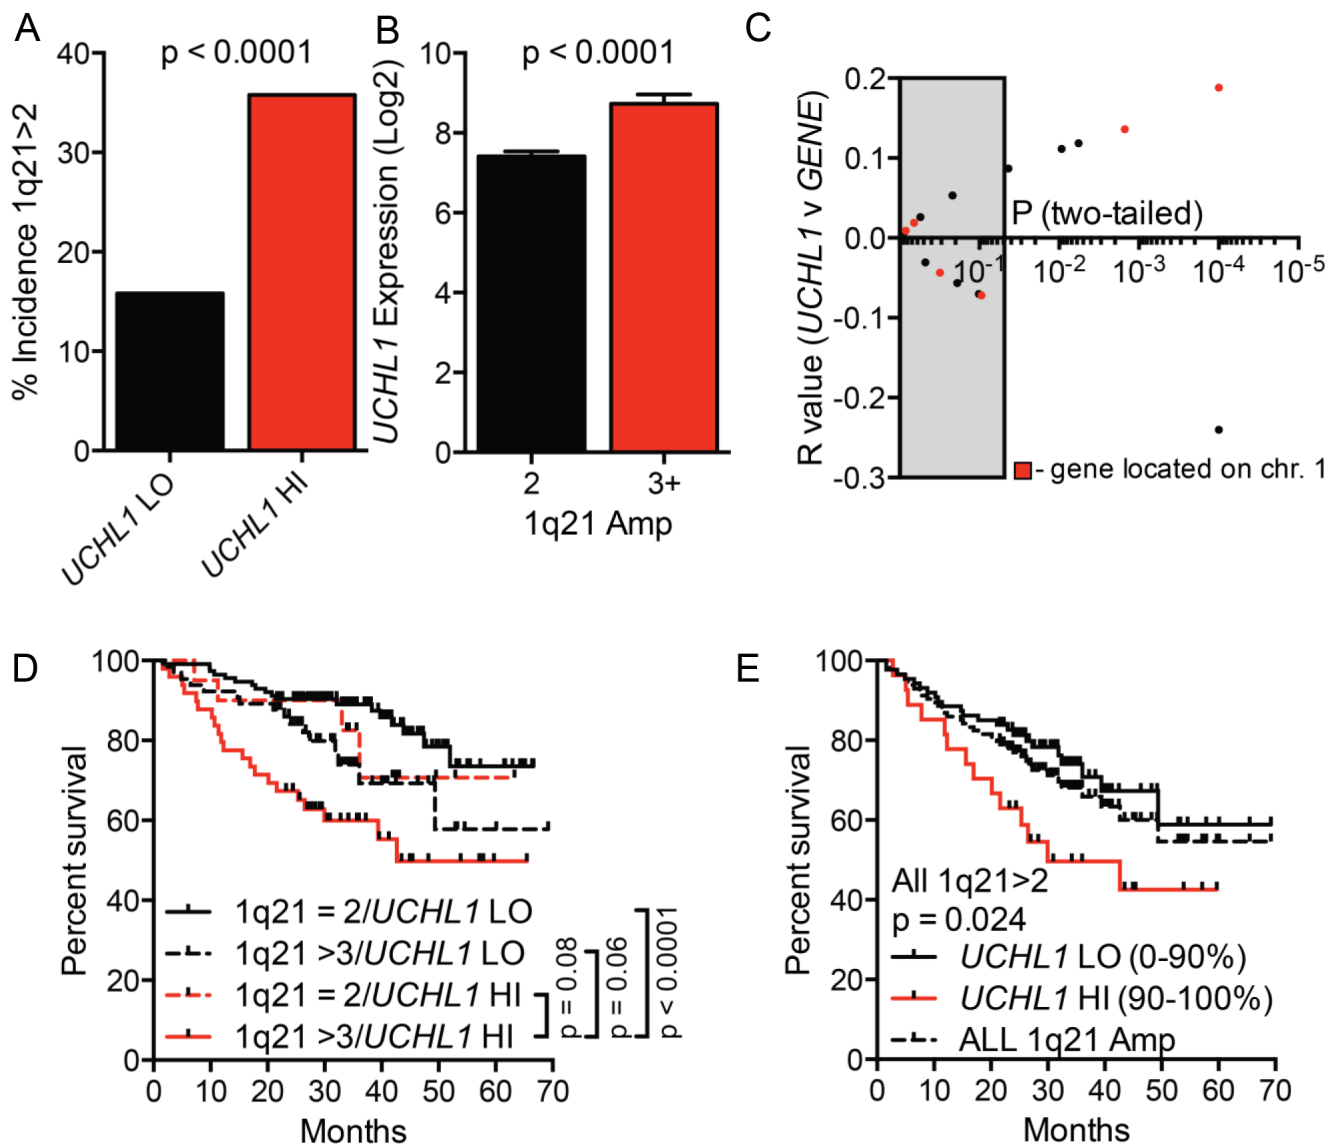 A
p < 0.0001
% Incidence 1q21>2
40
30
20
10
0
UCHL1 LO
UCHL1 HI
B
p < 0.0001
UCHL1 Expression (Log2)
10
8
6
4
2
0
2
3+
1q21 Amp
C
R value (UCHL1 v GENE)
0.2
0.1
0.0
-0.1
-0.2
-0.3
P (two-tailed)
10-1
10-2
10-3
10-4
10-5
- gene located on chr. 1
D
Percent survival
100
80
60
40
20
0
1q21 = 2/UCHL1 LO
1q21 >3/UCHL1 LO
1q21 = 2/UCHL1 HI
1q21 >3/UCHL1 HI
p = 0.08
p = 0.06
p < 0.0001
0 10 20 30 40 50 60 70
Months
E
Percent survival
100
80
60
40
20
0
All 1q21>2
p = 0.024
UCHL1 LO (0-90%)
UCHL1 HI (90-100%)
ALL 1q21 Amp
0 10 20 30 40 50 60 70
Months